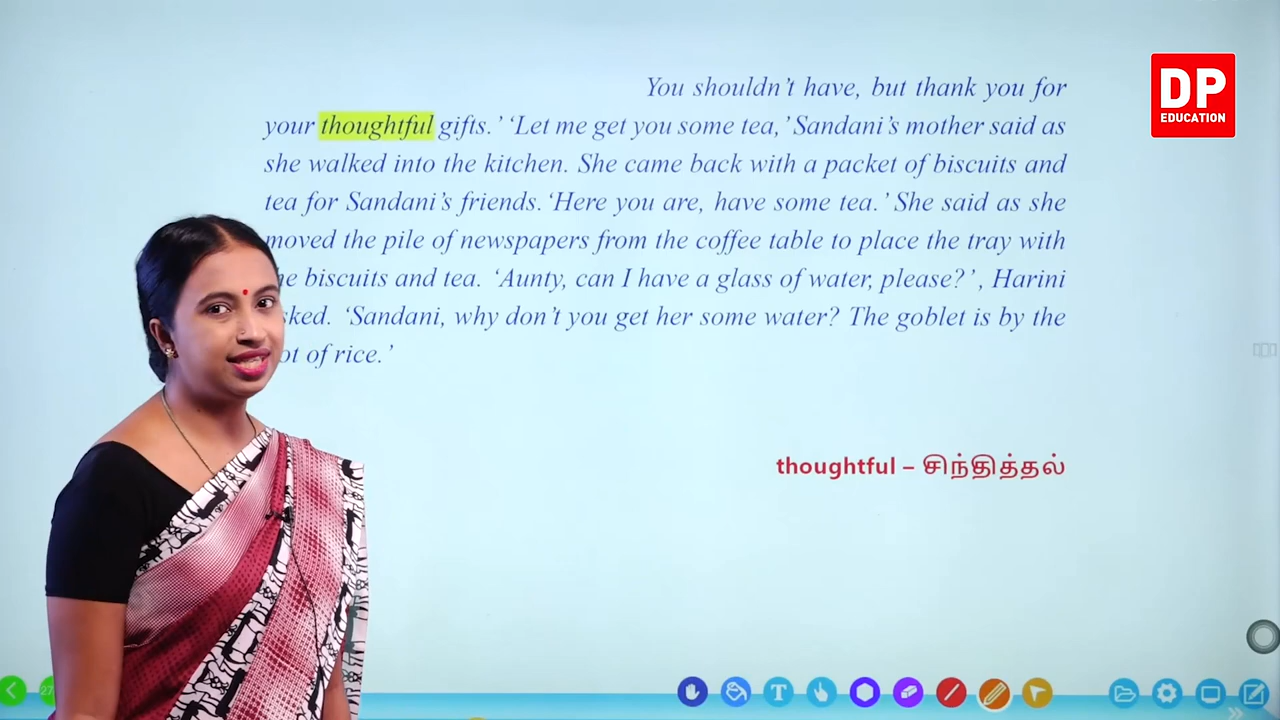 DP
EDUCATION
You shouldn't have, but thank you for
your thoughtful gifts.' 'Let me get you some tea,' Sandani's mother said as
she walked into the kitchen. She came back with a packet of biscuits and
tea for Sandani's friends. 'Here you are, have some tea.' She said as she
moved the pile of newspapers from the coffee table to place the tray with
biscuits and tea. 'Aunty, can I have a glass of water, please?' , Harini
'Sandani, why don't you get her some water? The goblet is by the
of rice.'
thoughtful – சிந்தித்தல்
27